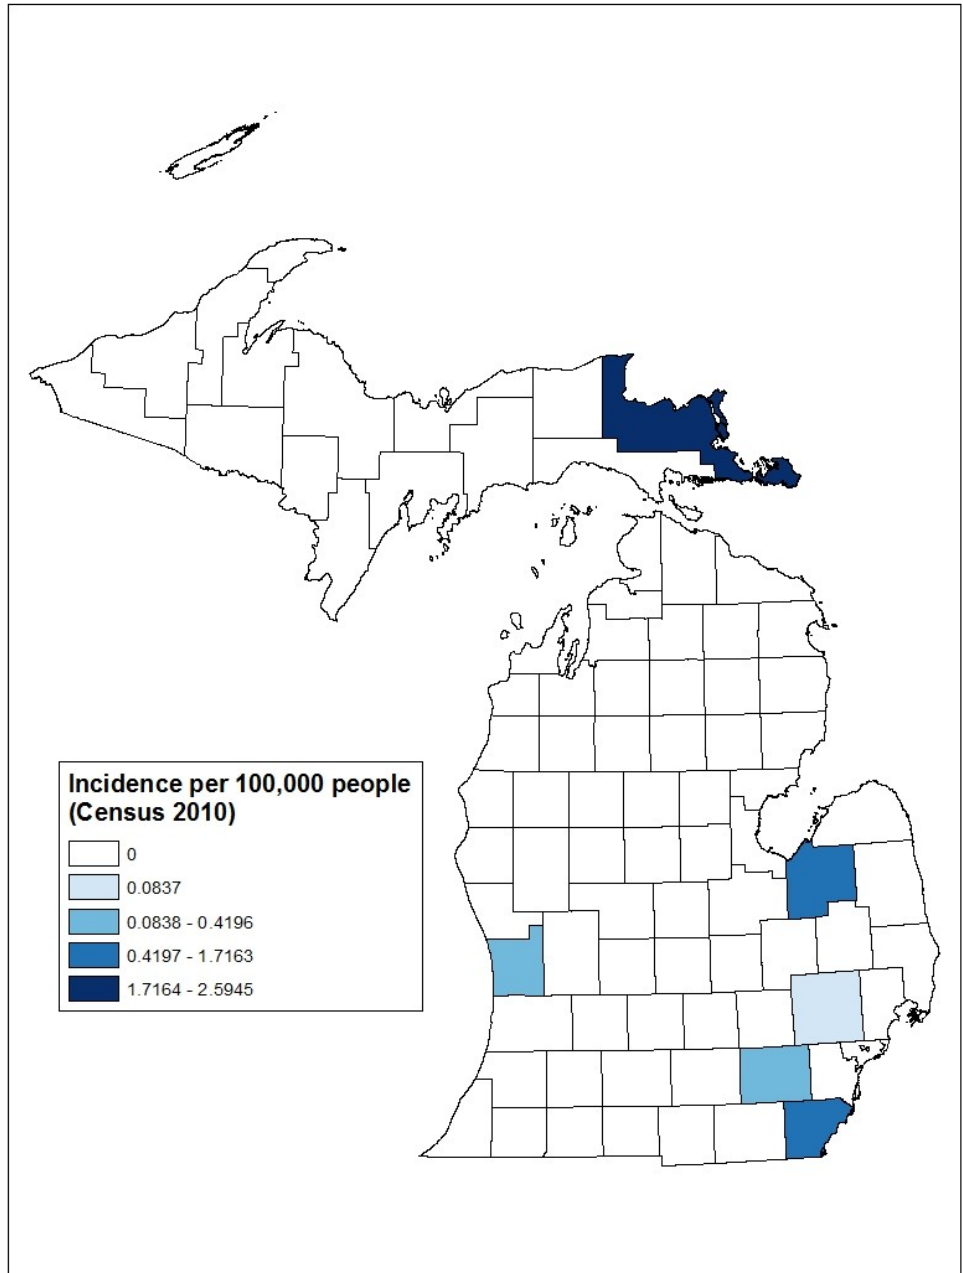 Incidence per 100,000 people
(Census 2010)
0
0.0837
0.0838 - 0.4196
0.4197 - 1.7163
1.7164 - 2.5945